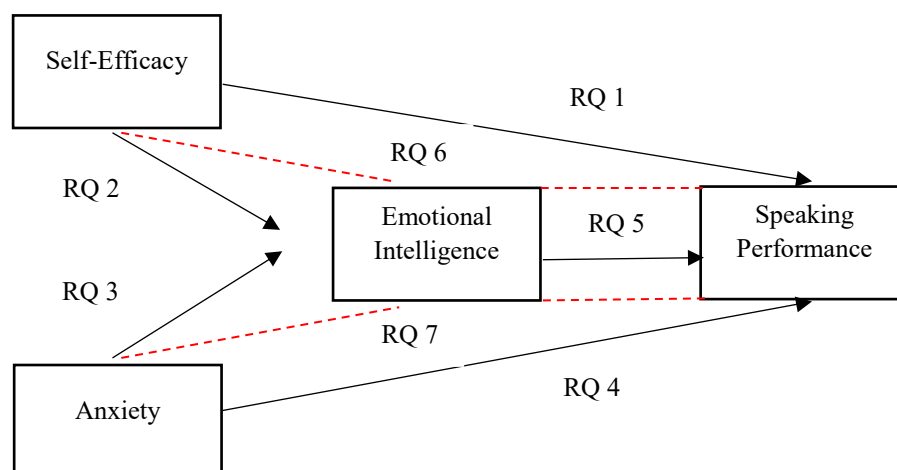 Self-Efficacy
RQ 1
RQ 6
RQ 2
Emotional
Intelligence
RQ 5
Speaking
Performance
RQ 3
RQ 7
RQ 4
Anxiety